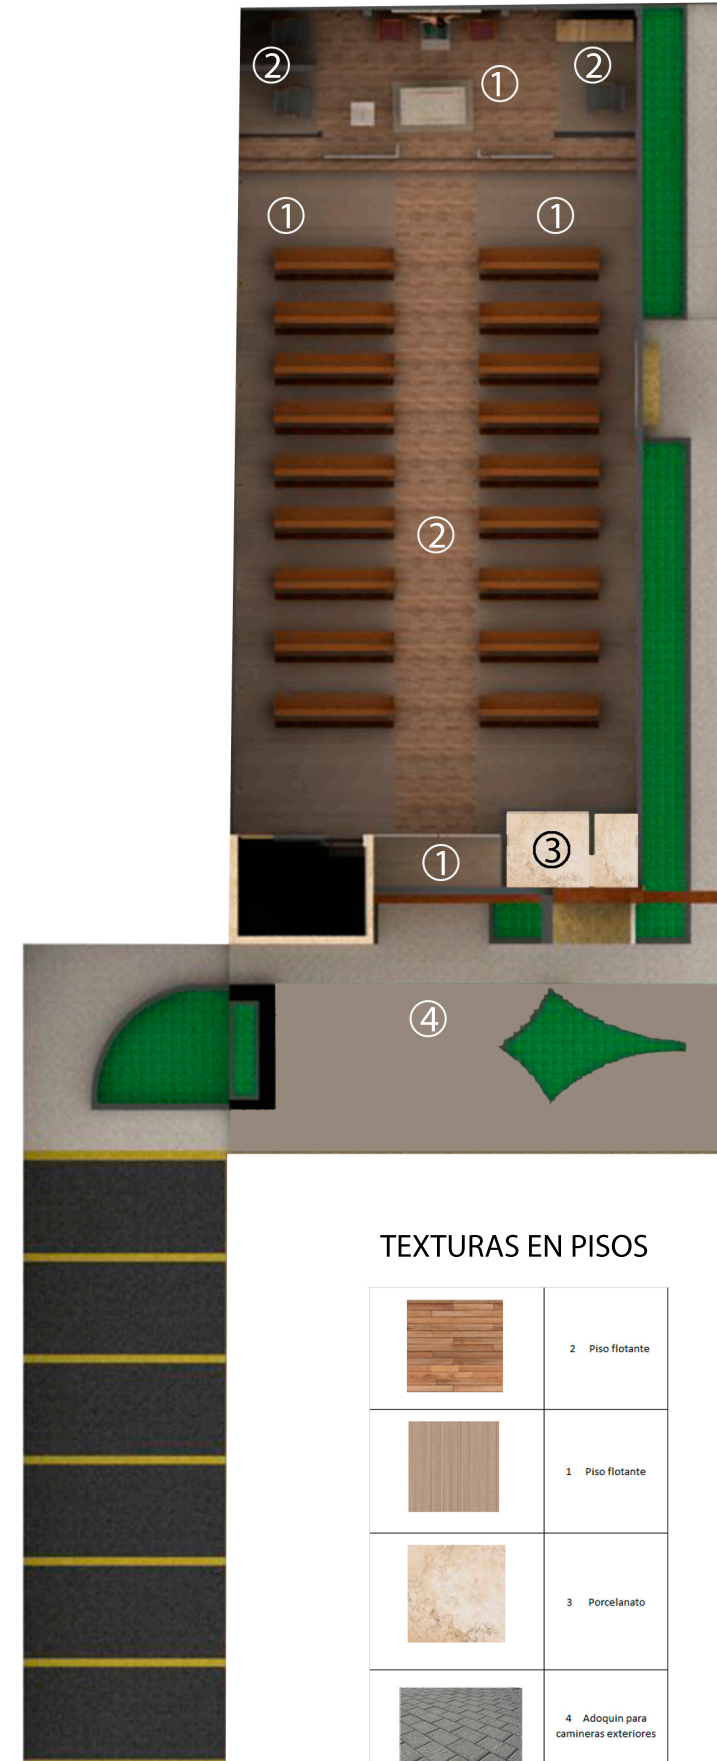 ② ① ②
① ①
②
③
①
④
TEXTURAS EN PISOS
2 Piso flotante
1 Piso flotante
3 Porcelanato
4 Adoquin para
camineras exteriores